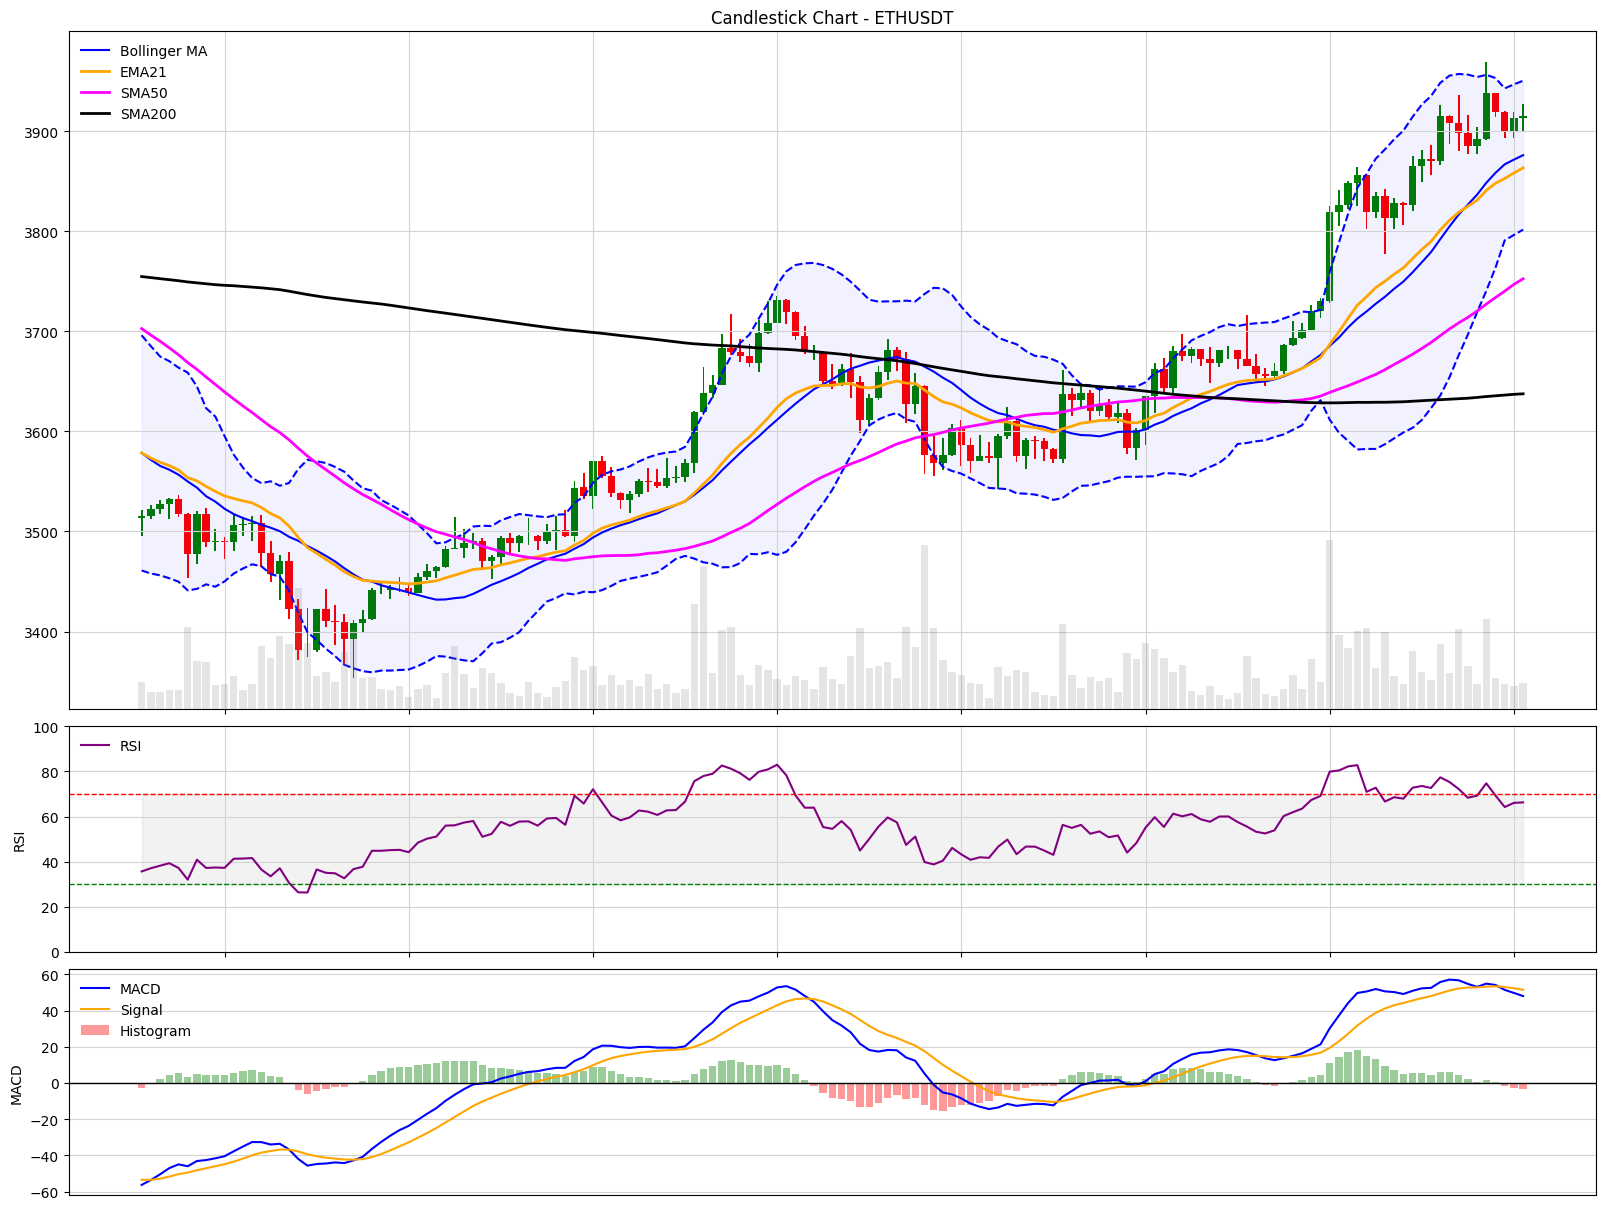 Candlestick Chart - ETHUSDT
Bollinger MA
EMA21
SMA50
SMA200
3900
3800
3700
3600
3500
3400
RSI
100
80
60
40
20
0
RSI
MACD
Signal
Histogram
60
40
20
0
−20
−40
−60
MACD